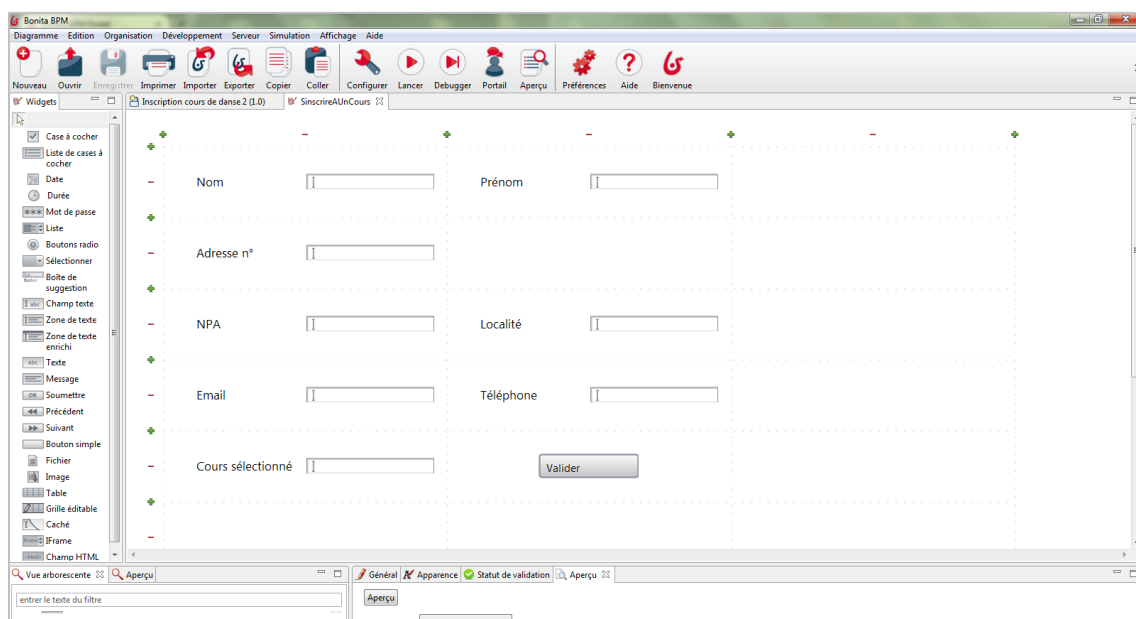 Bonita BPM
Diagramme Edition Organisation Développement Serveur Simulation Affichage Aide
Nouveau Ouvrir Enregistrer Imprimer Importer Exporter Copier Coller Configurer Lancer Debugger Portail Aperçu Préférences Aide Bienvenue
Widgets
Inscription cours de danse 2 (1.0) SinscrireAUnCours
Case à cocher
Liste de cases à
cocher
Date
Durée
Mot de passe
Liste
Boutons radio
Sélectionner
Boîte de
suggestion
Champ texte
Zone de texte
Zone de texte
enrichi
Texte
Message
OK Soumettre
Précédent
Suivant
Bouton simple
Fichier
Image
Table
Grille éditable
Caché
IFrame
Champ HTML
Nom Prénom
Adresse n°
NPA Localité
Email Téléphone
Cours sélectionné Valider
Vue arborescente Aperçu
entrer le texte du filtre
Général Apparence Statut de validation Aperçu
Aperçu